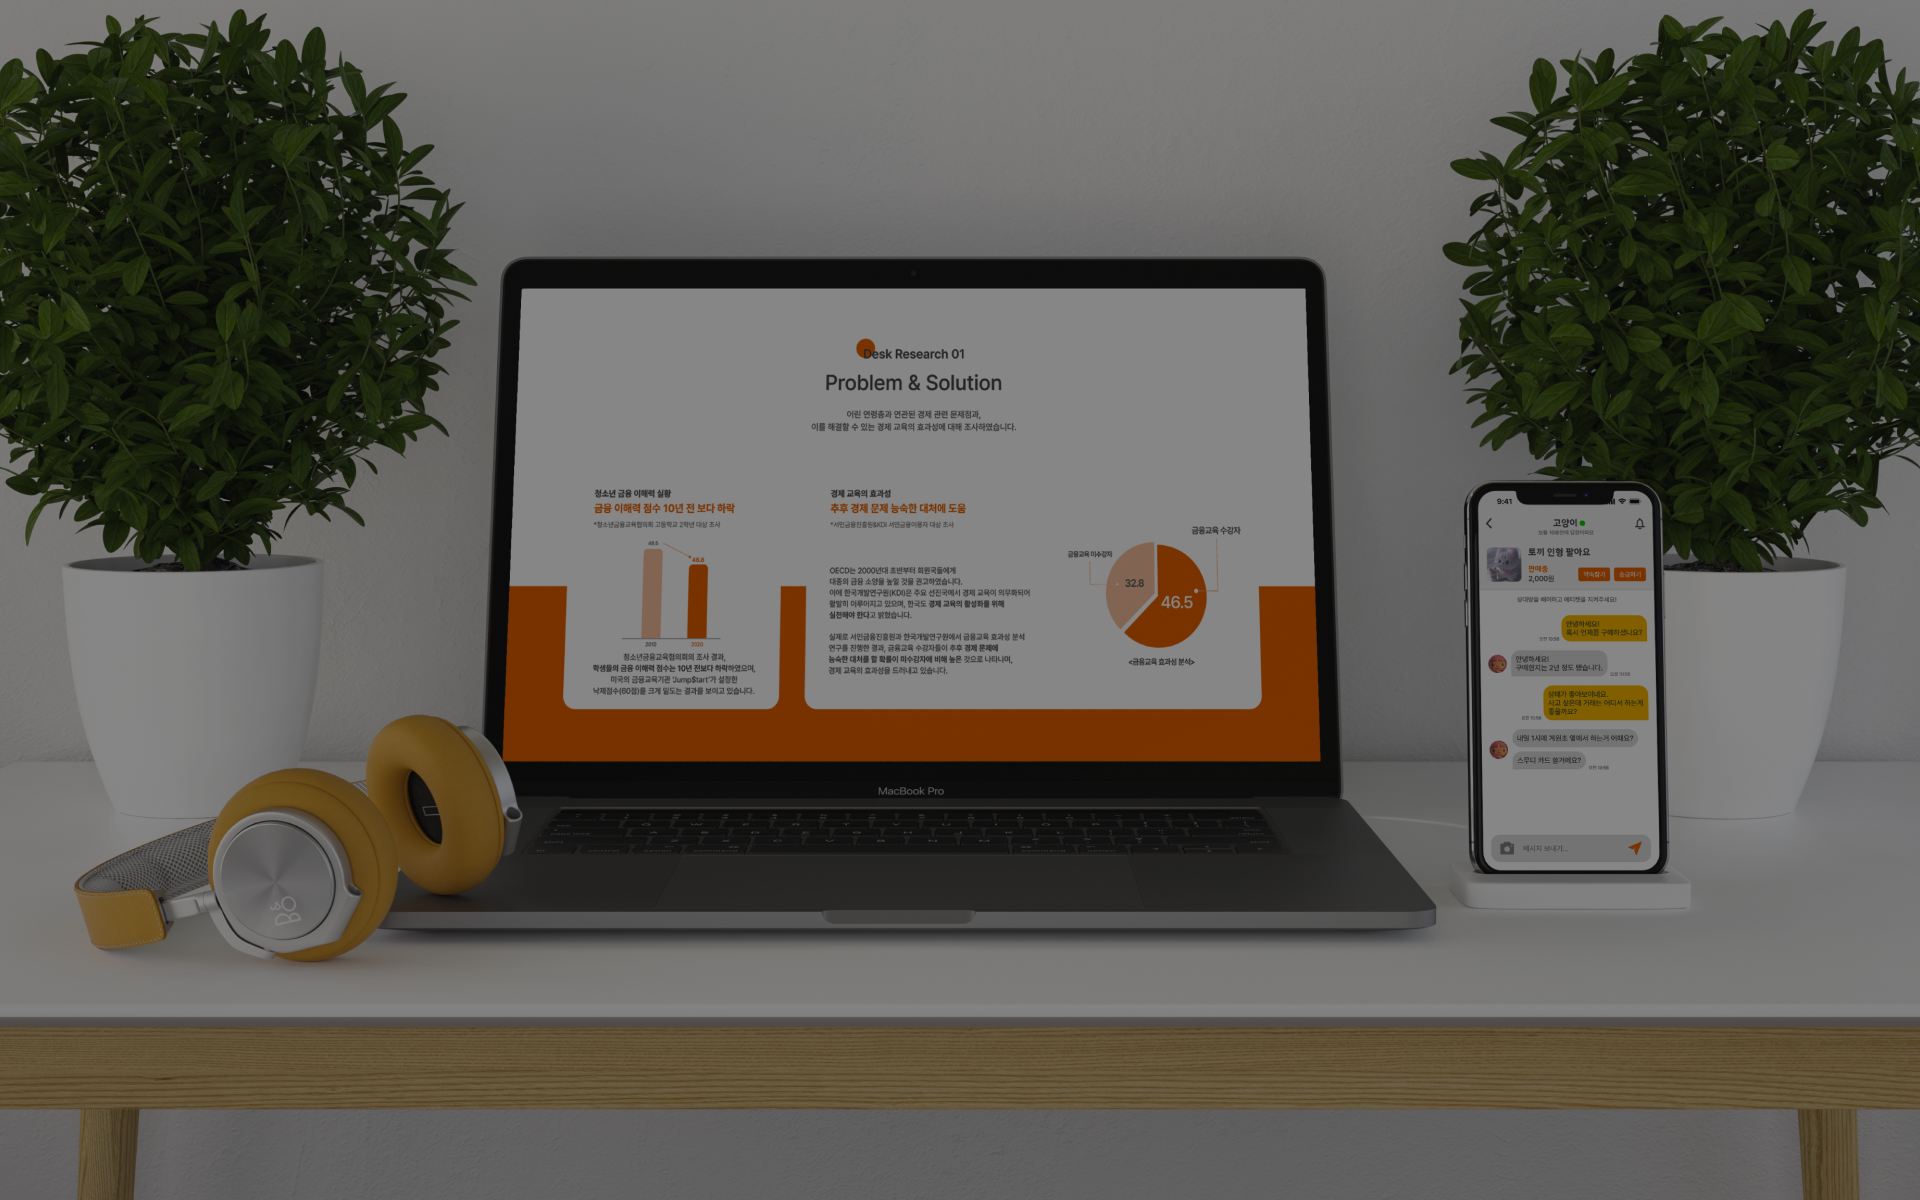 Desk Research 01
Problem & Solution
어린 연령층과 연관된 경제 관련 문제점과,
이를 해결할 수 있는 경제 교육의 효과성에 대해 조사하였습니다.
청소년 금융 이해력 실황
금융 이해력 점수 10년 전 보다 하락
*청소년금융교육협의회 고등학교 2학년 대상 조사
48.5
46.8
2010
2020
청소년금융교육협의회의 조사 결과,
학생들의 금융 이해력 점수는 10년 전보다 하락하였으며,
미국의 금융교육기관 'Jump$tart'가 설정한
낙제점수(60점)를 크게 밑도는 결과를 보이고 있습니다.
경제 교육의 효과성
추후 경제 문제 능숙한 대처에 도움
*서민금융진흥원&KDI 서민금융이용자 대상 조사
OECD는 2000년대 초반부터 회원국들에게
대중의 금융 소양을 높일 것을 권고하였습니다.
이에 한국개발연구원(KDI)은 주요 선진국에서 경제 교육이 의무화되어
활발히 이루어지고 있으며, 한국도 경제 교육의 활성화를 위해
실천해야 한다고 밝혔습니다.
실제로 서민금융진흥원과 한국개발연구원에서 금융교육 효과성 분석
연구를 진행한 결과, 금융교육 수강자들이 추후 경제 문제에
능숙한 대처를 할 확률이 미수강자에 비해 높은 것으로 나타나며,
경제 교육의 효과성을 드러내고 있습니다.
금융교육 수강자
금융교육 미수강자
32.8
46.5
<금융교육 효과성 분석>
MacBook Pro
9:41
고양이
토끼 인형 팔아요
판매중
2,000원
약속잡기
송금하기
상대방을 배려하고 에티켓을 지켜주세요!
안녕하세요!
혹시 언제쯤 구매하셨나요?
안녕하세요!
구매한지는 2년 정도 됐습니다.
상태가 좋아보이네요.
사고 싶은데 거래는 어디서 하는게
좋을까요?
내일 1시에 계원초 옆에서 하는거 어때요?
스무디 카드 쓸거에요?
메시지 보내기...
B&O